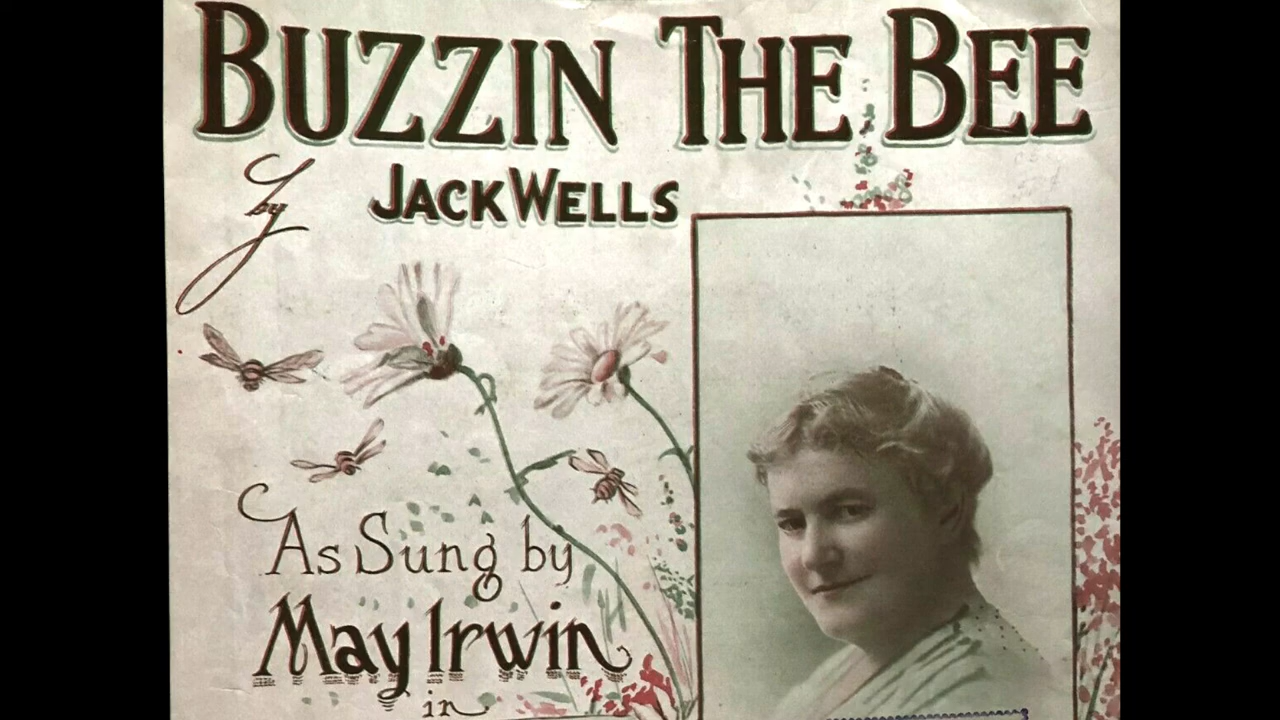 BUZZIN THE BEE
by JACK WELLS
As Sung by
May Irwin
in